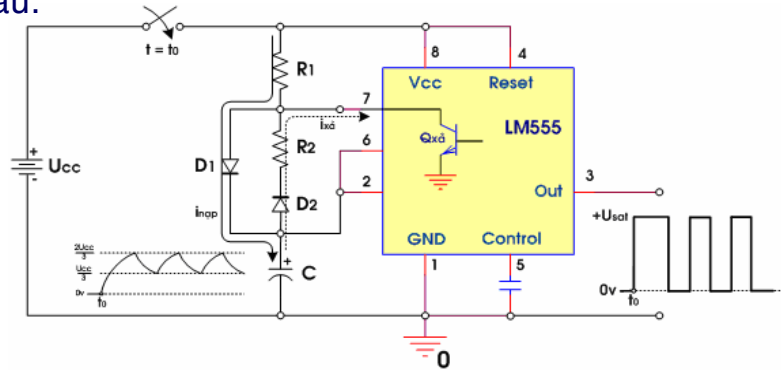 au.
t = t₀
R1
8
4
Vcc
Reset
7
ixả
Qxả
LM555
6
R2
D1
+
Ucc
-
2
3
Out
+Usat
inạp
D2
GND
Control
2Ucc
3
Ucc
3
0v
t₀
+
C
1
5
0v
t₀
0